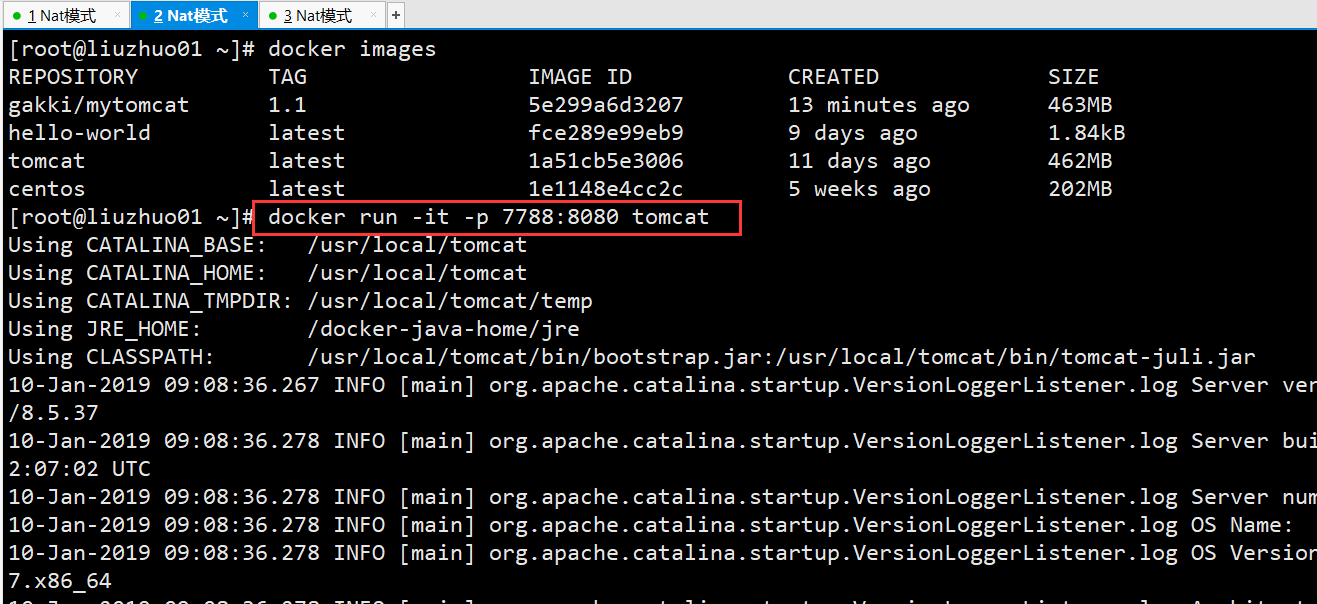 1 Nat模式 × 2 Nat模式 × 3 Nat模式 × +
[root@liuzhuo01 ~]# docker images
REPOSITORY TAG IMAGE ID CREATED SIZE
gakki/mytomcat 1.1 5e299a6d3207 13 minutes ago 463MB
hello-world latest fce289e99eb9 9 days ago 1.84kB
tomcat latest 1a51cb5e3006 11 days ago 462MB
centos latest 1e1148e4cc2c 5 weeks ago 202MB
[root@liuzhuo01 ~]# docker run -it -p 7788:8080 tomcat
Using CATALINA_BASE: /usr/local/tomcat
Using CATALINA_HOME: /usr/local/tomcat
Using CATALINA_TMPDIR: /usr/local/tomcat/temp
Using JRE_HOME: /docker-java-home/jre
Using CLASSPATH: /usr/local/tomcat/bin/bootstrap.jar:/usr/local/tomcat/bin/tomcat-juli.jar
10-Jan-2019 09:08:36.267 INFO [main] org.apache.catalina.startup.VersionLoggerListener.log Server ver
/8.5.37
10-Jan-2019 09:08:36.278 INFO [main] org.apache.catalina.startup.VersionLoggerListener.log Server bui
2:07:02 UTC
10-Jan-2019 09:08:36.278 INFO [main] org.apache.catalina.startup.VersionLoggerListener.log Server num
10-Jan-2019 09:08:36.278 INFO [main] org.apache.catalina.startup.VersionLoggerListener.log OS Name:
10-Jan-2019 09:08:36.278 INFO [main] org.apache.catalina.startup.VersionLoggerListener.log OS Version
7.x86_64